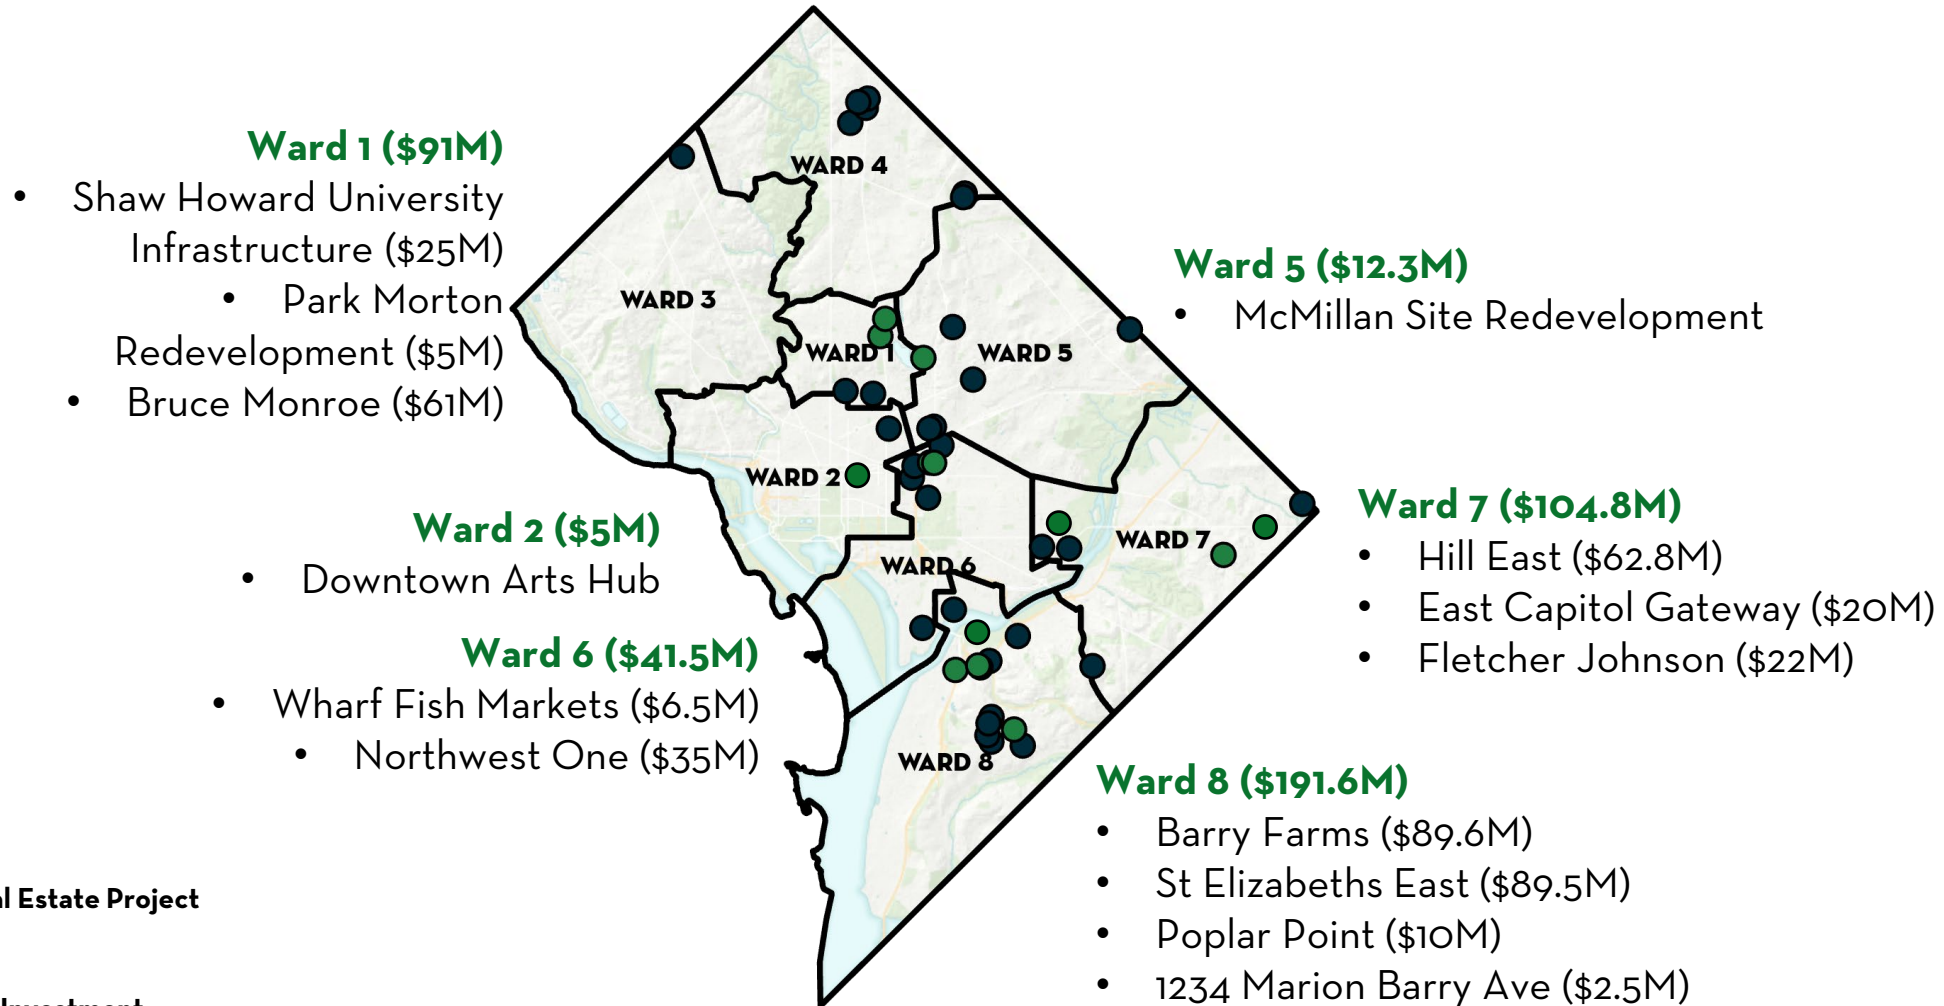 Ward 1 ($91M)
• Shaw Howard University
Infrastructure ($25M)
• Park Morton
Redevelopment ($5M)
• Bruce Monroe ($61M)
Ward 2 ($5M)
• Downtown Arts Hub
Ward 6 ($41.5M)
• Wharf Fish Markets ($6.5M)
• Northwest One ($35M)
WARD 4
WARD 3
WARD 1
WARD 5
WARD 2
WARD 7
WARD 6
WARD 8
Ward 5 ($12.3M)
• McMillan Site Redevelopment
Ward 7 ($104.8M)
• Hill East ($62.8M)
• East Capitol Gateway ($20M)
• Fletcher Johnson ($22M)
Ward 8 ($191.6M)
• Barry Farms ($89.6M)
• St Elizabeths East ($89.5M)
• Poplar Point ($10M)
• 1234 Marion Barry Ave ($2.5M)
Estate Project
Investment